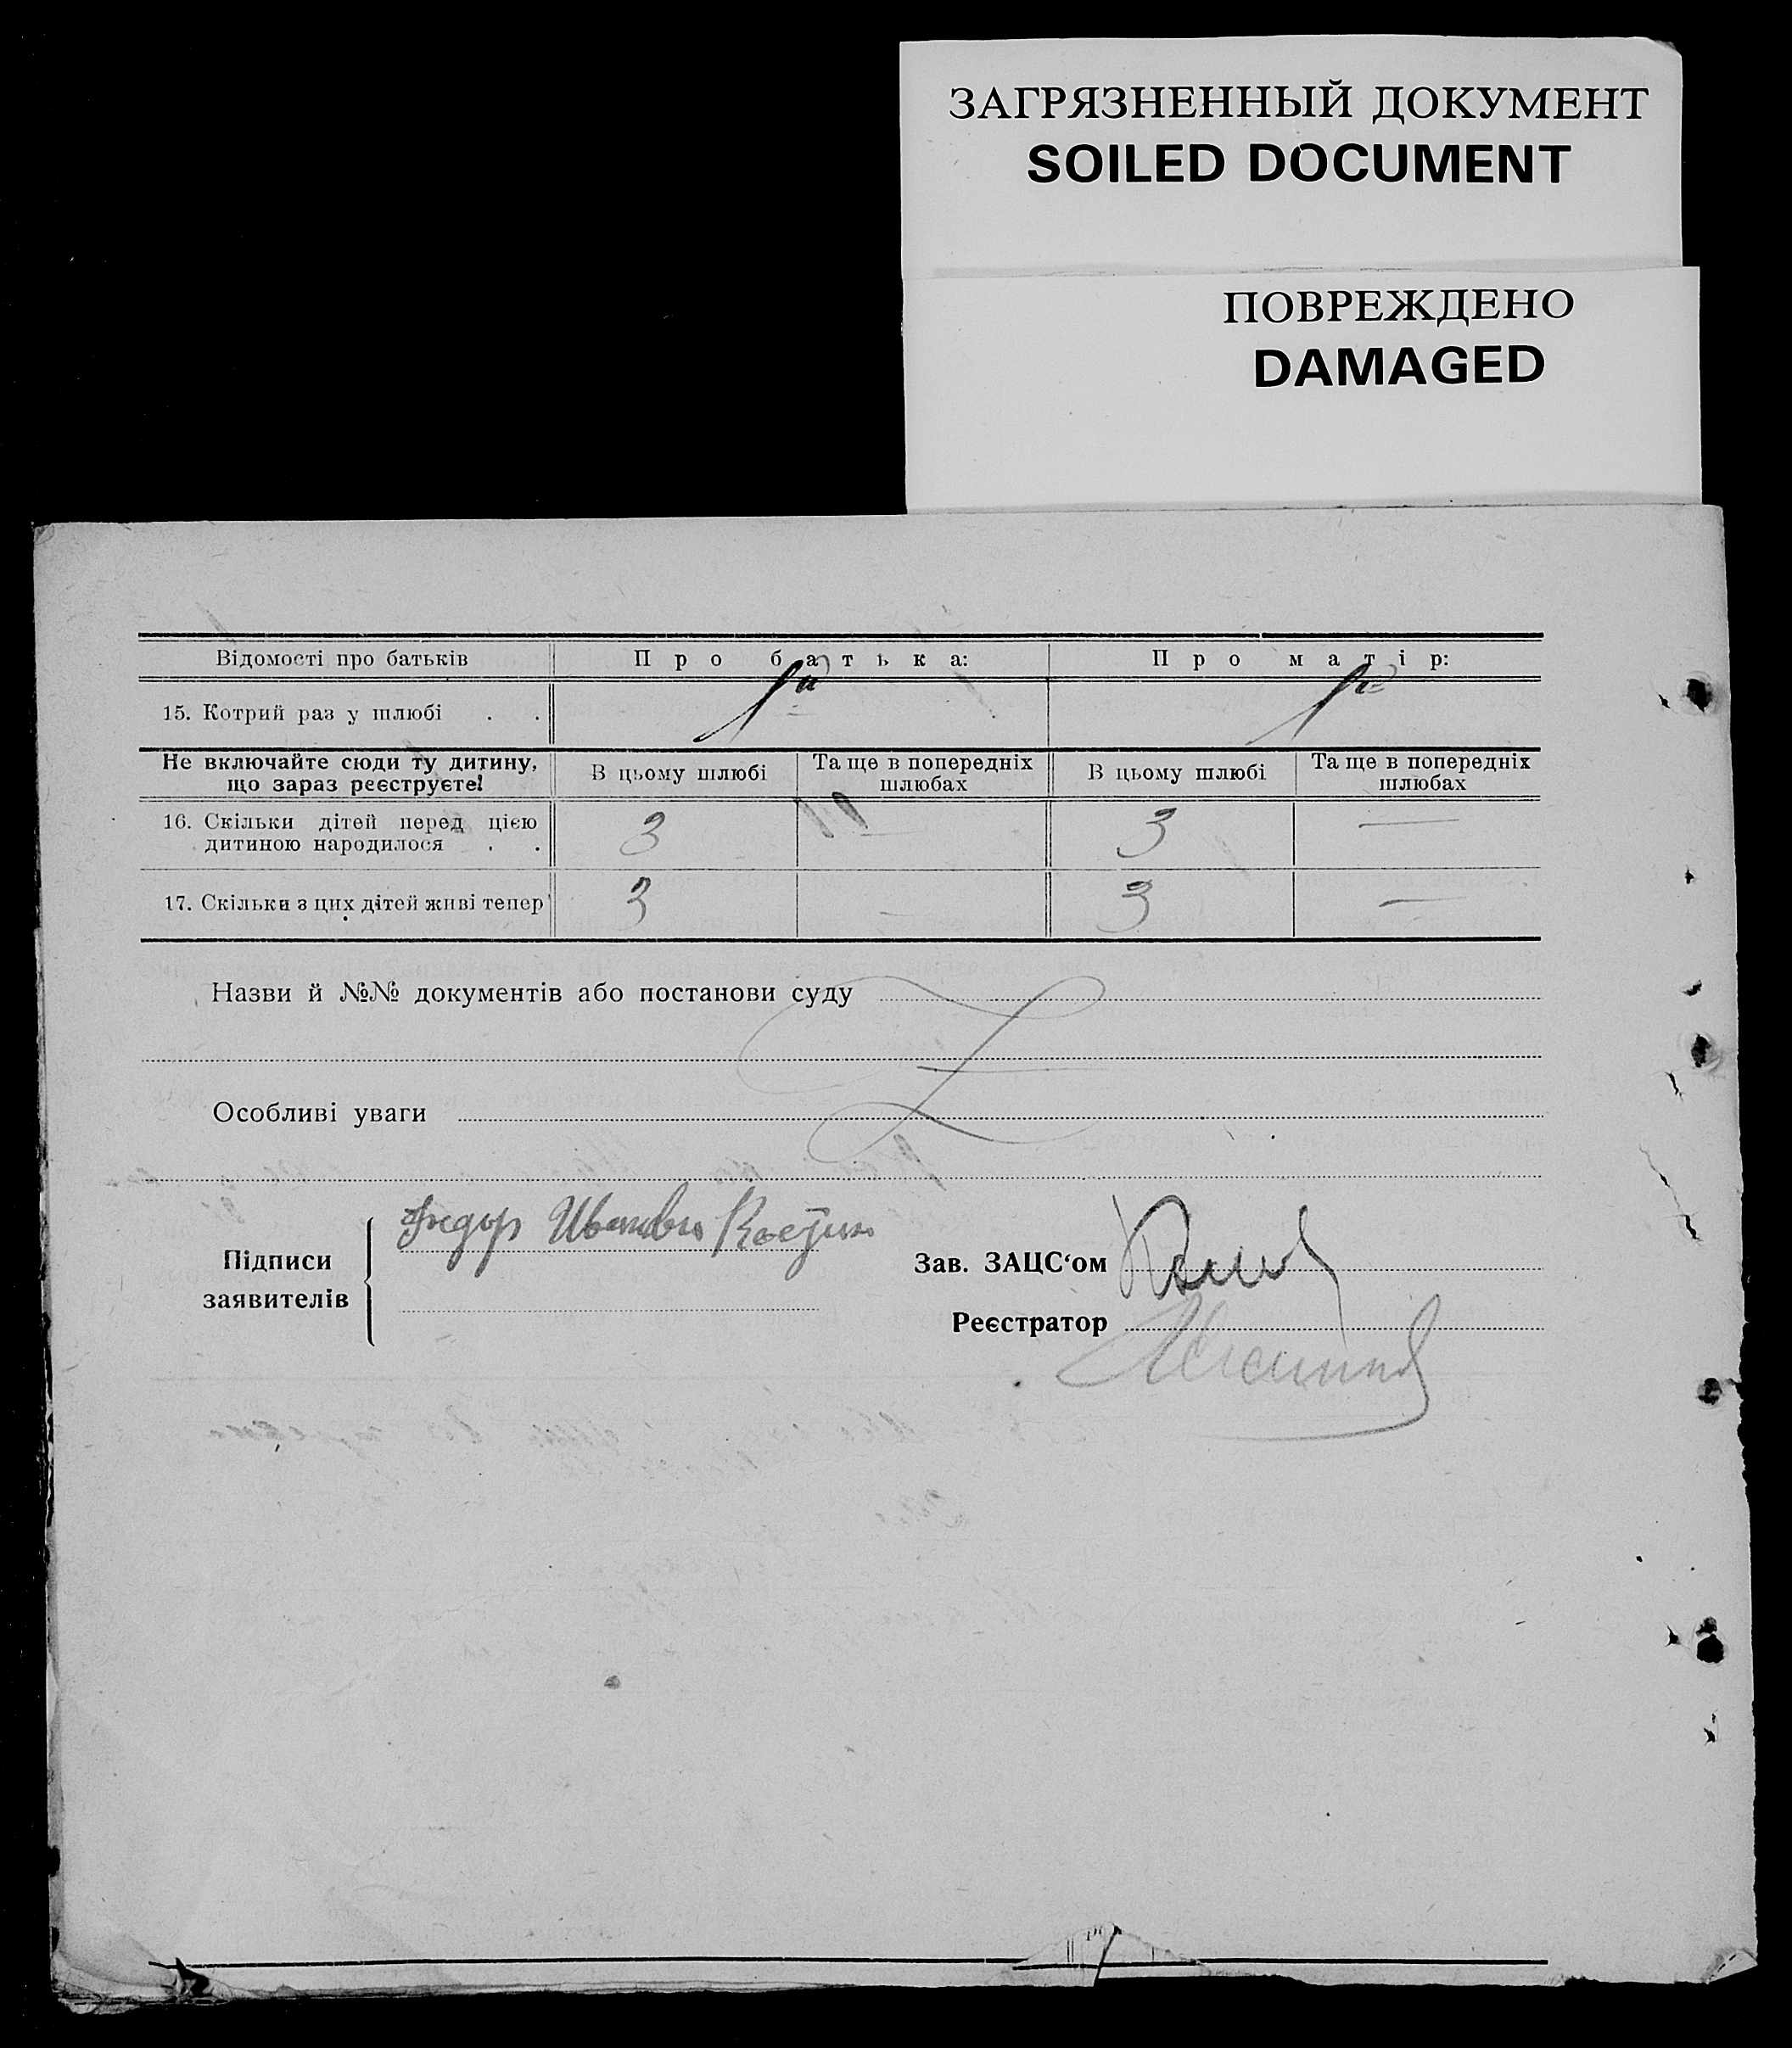 ЗАГРЯЗНЕННЫЙ ДОКУМЕНТ
SOILED DOCUMENT
ПОВРЕЖДЕНО
DAMAGED
Відомості про батьків Про батька: Про матір:
15. Котрий раз у шлюбі . . 1й 1й
Не включайте сюди ту дитину, що зараз реєструєте! В цьому шлюбі Та ще в попередніх шлюбах В цьому шлюбі Та ще в попередніх шлюбах
16. Скільки дітей перед цією
дитиною народилося . . 3 — 3 —
17. Скільки з цих дітей живі тепер 3 — 3 —
Назви й №№ документів або постанови суду
Особливі уваги
Федор
Підписи
заявителів
Зав. ЗАЦС‘ом
Реєстратор